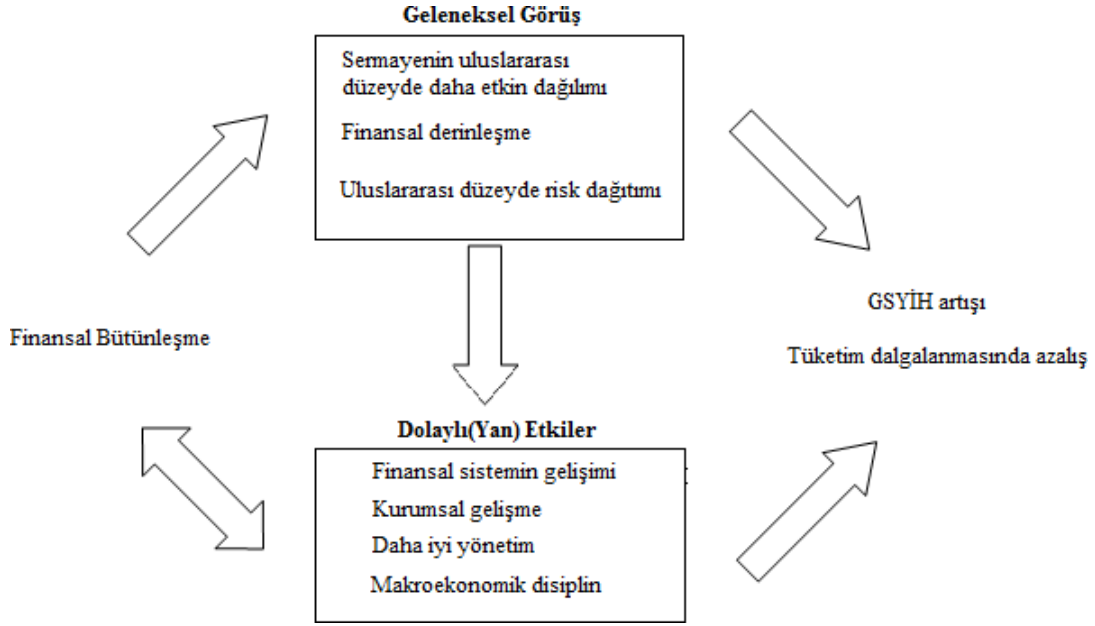 Geleneksel Görüş
Sermayenin uluslararası
düzeyde daha etkin dağılımı
Finansal derinleşme
Uluslararası düzeyde risk dağıtımı
Finansal Bütünleşme
GSYİH artışı
Tüketim dalgalanmasında azalış
Dolaylı(Yan) Etkiler
Finansal sistemin gelişimi
Kurumsal gelişme
Daha iyi yönetim
Makroekonomik disiplin